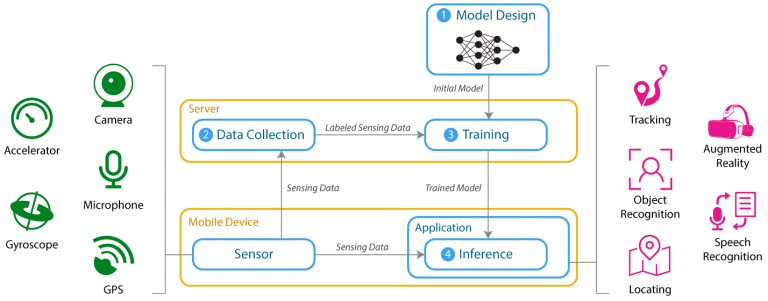 1 Model Design
Initial Model
Server
2 Data Collection
Labeled Sensing Data
3 Training
Sensing Data
Trained Model
Mobile Device
Sensor
Sensing Data
Application
4 Inference
Accelerator
Camera
Microphone
Gyroscope
GPS
Tracking
Augmented
Reality
Object
Recognition
Speech
Recognition
Locating